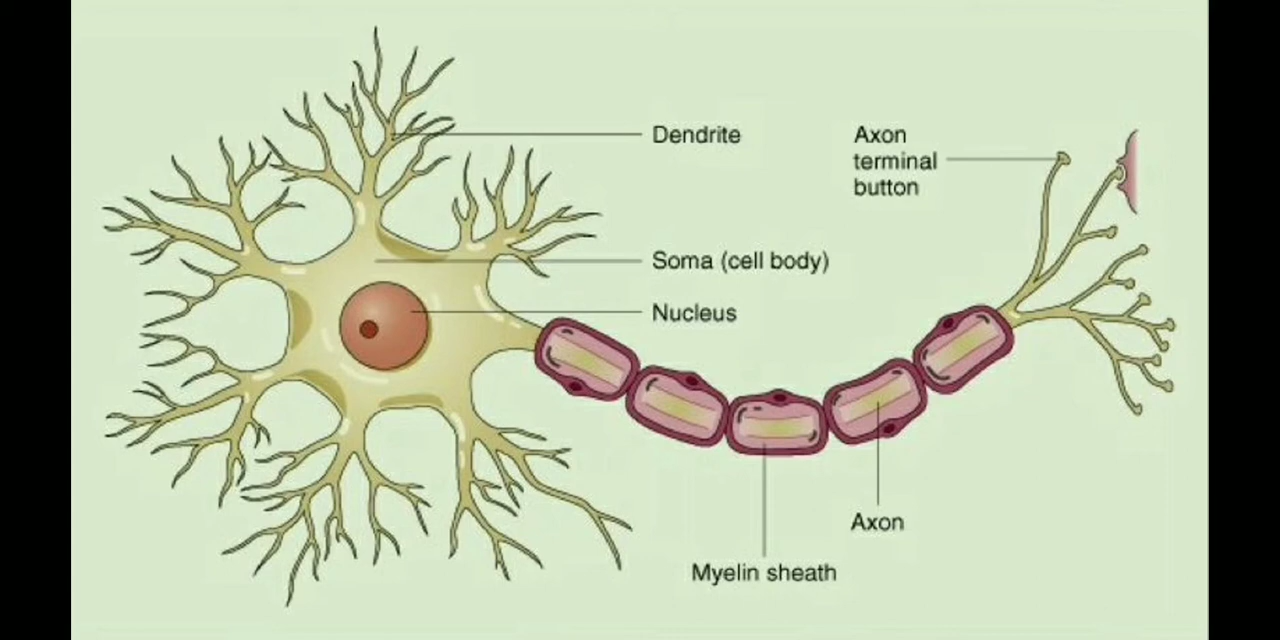 Dendrite
Axon
terminal
button
Soma (cell body)
Nucleus
Axon
Myelin sheath